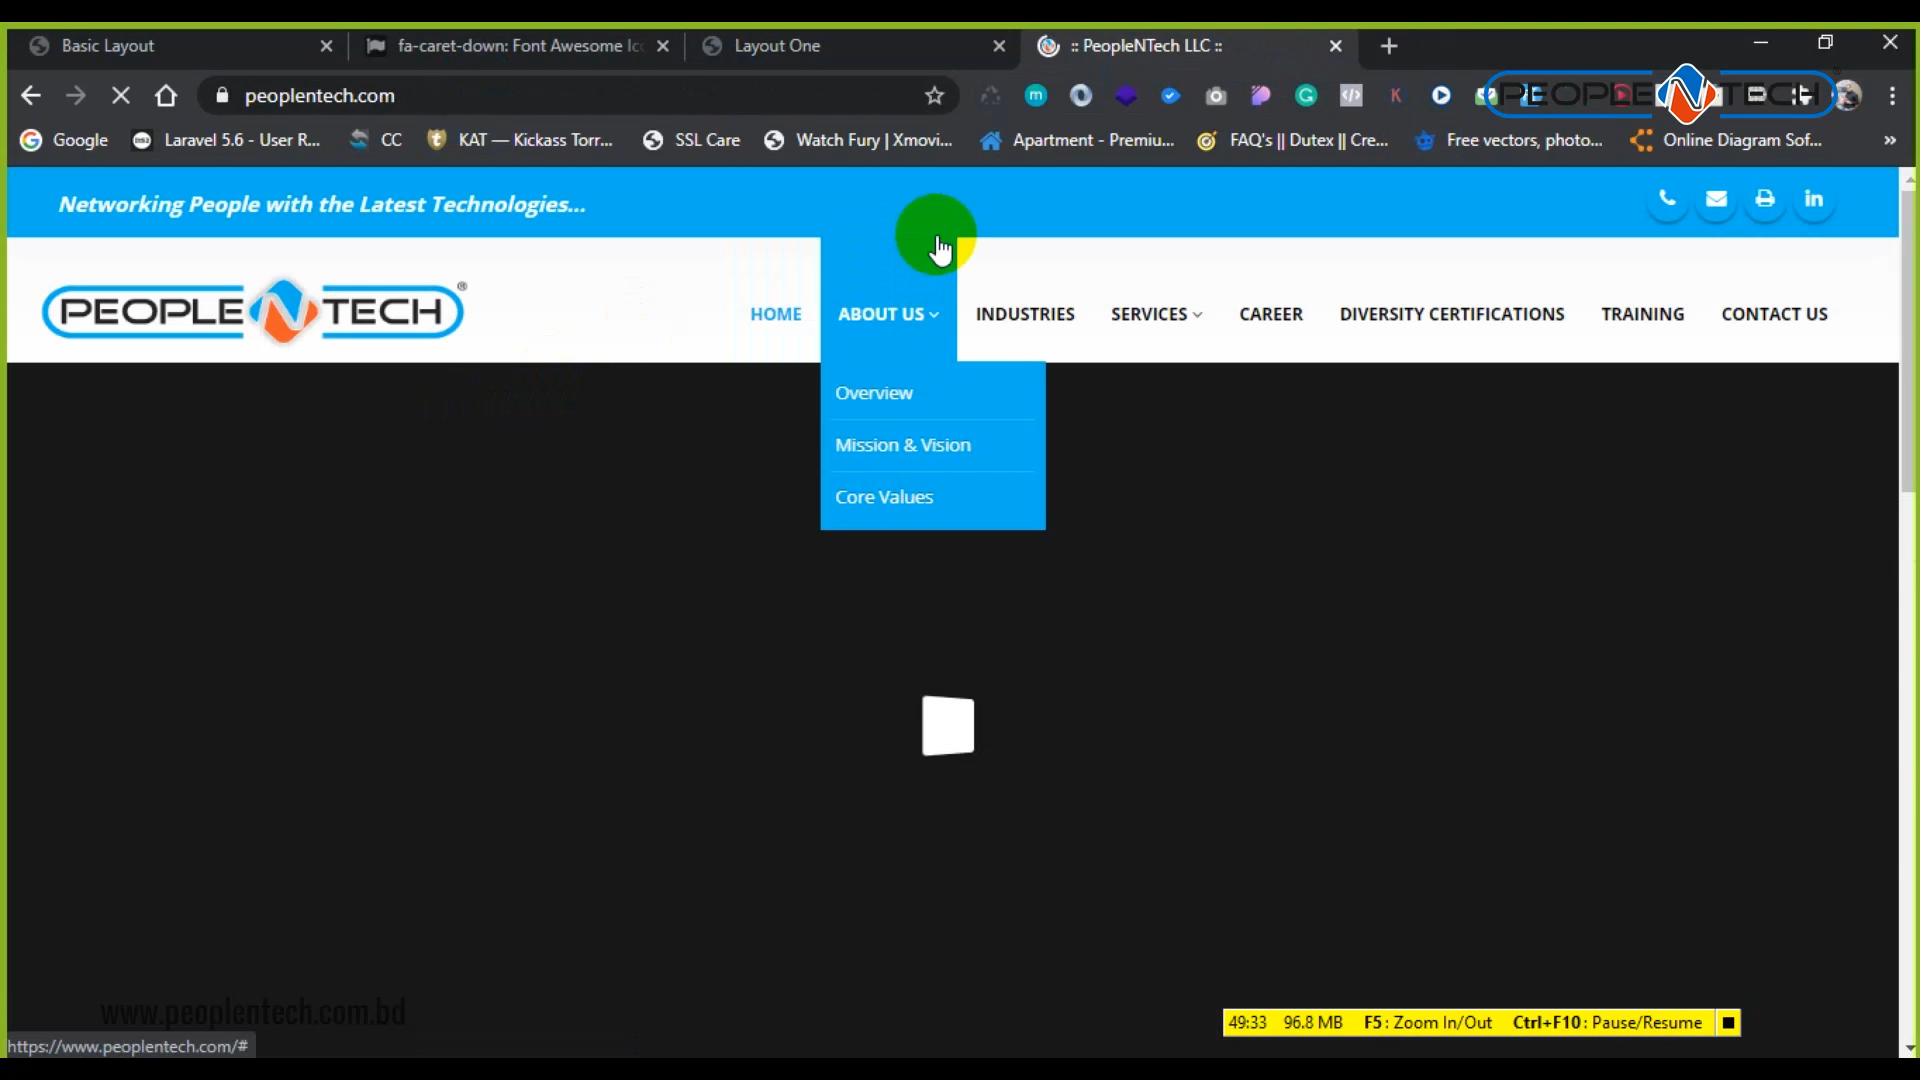 Basic Layout
fa-caret-down: Font Awesome Ic
Layout One
:: PeopleNTech LLC ::
peoplentech.com
PEOPLE N TECH
Google
Laravel 5.6 - User R...
CC
KAT — Kickass Torr...
SSL Care
Watch Fury | Xmovi...
Apartment - Premiu...
FAQ's || Dutex || Cre...
Free vectors, photo...
Online Diagram Sof...
»
Networking People with the Latest Technologies...
PEOPLE N TECH ®
HOME
ABOUT US
INDUSTRIES
SERVICES
CAREER
DIVERSITY CERTIFICATIONS
TRAINING
CONTACT US
Overview
Mission & Vision
Core Values
www.peoplentech.com.bd
49:33 96.8 MB F5: Zoom In/Out Ctrl+F10: Pause/Resume
https://www.peoplentech.com/#